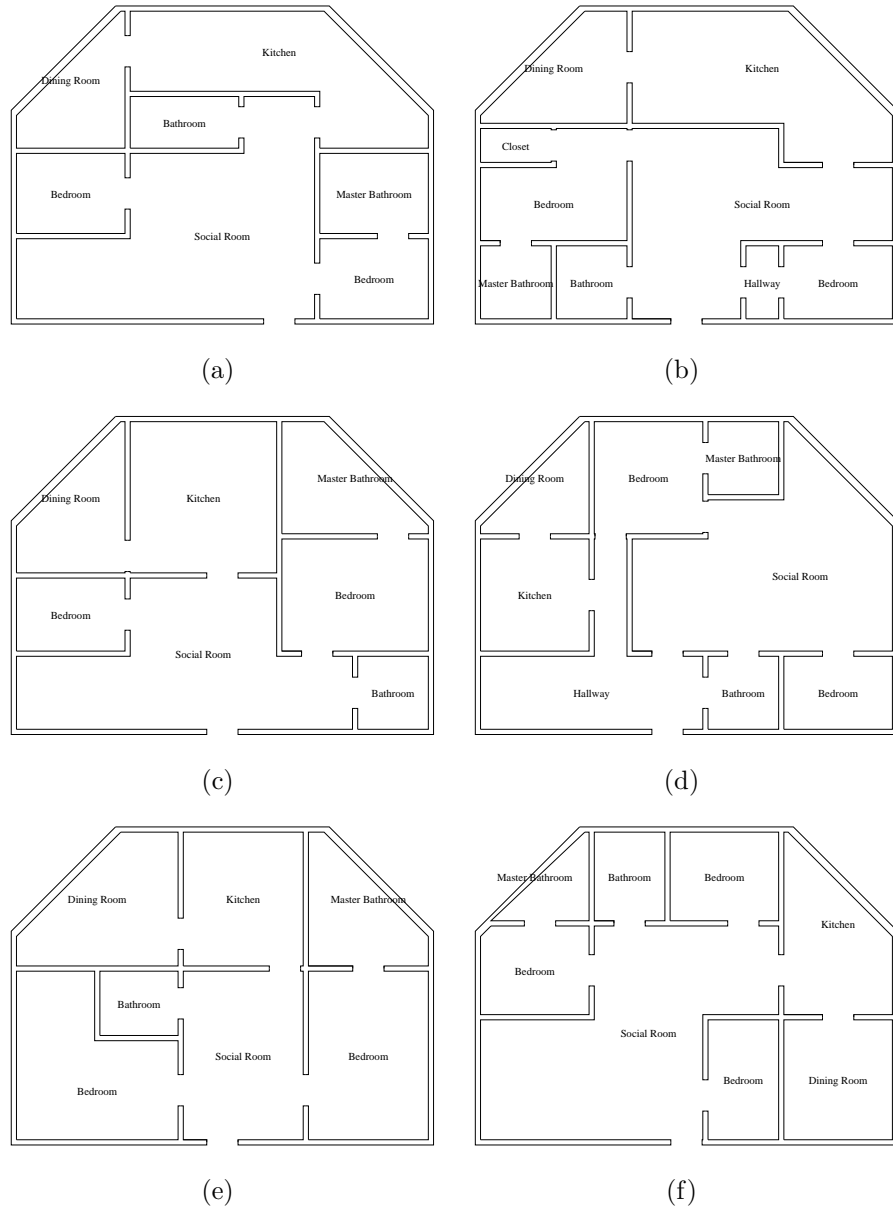 Kitchen
Dining Room
Bathroom
Bedroom
Master Bathroom
Social Room
Bedroom
(a)
Dining Room
Kitchen
Closet
Bedroom
Social Room
Master Bathroom
Bathroom
Hallway
Bedroom
(b)
Dining Room
Kitchen
Master Bathroom
Bedroom
Bedroom
Social Room
Bathroom
(c)
Master Bathroom
Dining Room
Bedroom
Social Room
Kitchen
Hallway
Bathroom
Bedroom
(d)
Dining Room
Kitchen
Master Bathroom
Bathroom
Social Room
Bedroom
Bedroom
(e)
Master Bathroom
Bathroom
Bedroom
Kitchen
Bedroom
Social Room
Bedroom
Dining Room
(f)